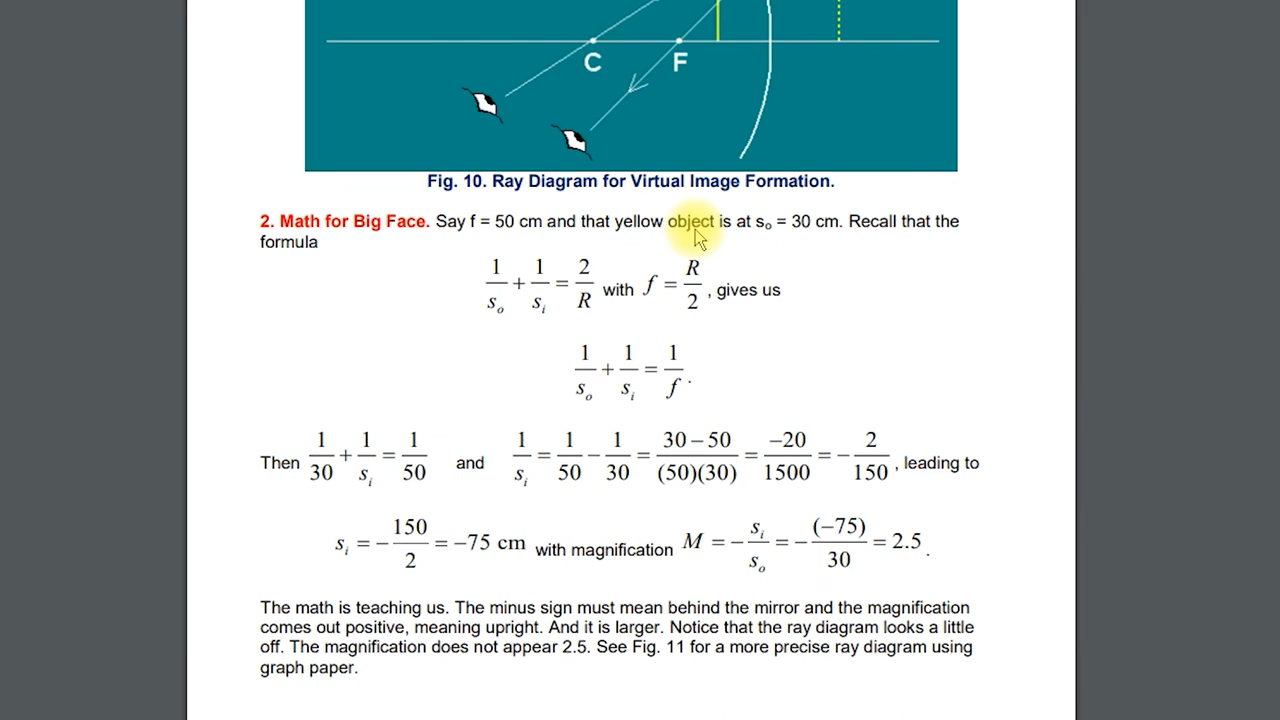 C F
Fig. 10. Ray Diagram for Virtual Image Formation.
2. Math for Big Face. Say f = 50 cm and that yellow object is at sₒ = 30 cm. Recall that the
formula
1/sₒ + 1/sᵢ = 2/R with f = R/2 , gives us
1/sₒ + 1/sᵢ = 1/f .
Then 1/30 + 1/sᵢ = 1/50 and 1/sᵢ = 1/50 − 1/30 = (30 − 50)/((50)(30)) = −20/1500 = − 2/150 , leading to
sᵢ = − 150/2 = −75 cm with magnification M = − sᵢ/sₒ = − (−75)/30 = 2.5 .
The math is teaching us. The minus sign must mean behind the mirror and the magnification
comes out positive, meaning upright. And it is larger. Notice that the ray diagram looks a little
off. The magnification does not appear 2.5. See Fig. 11 for a more precise ray diagram using
graph paper.